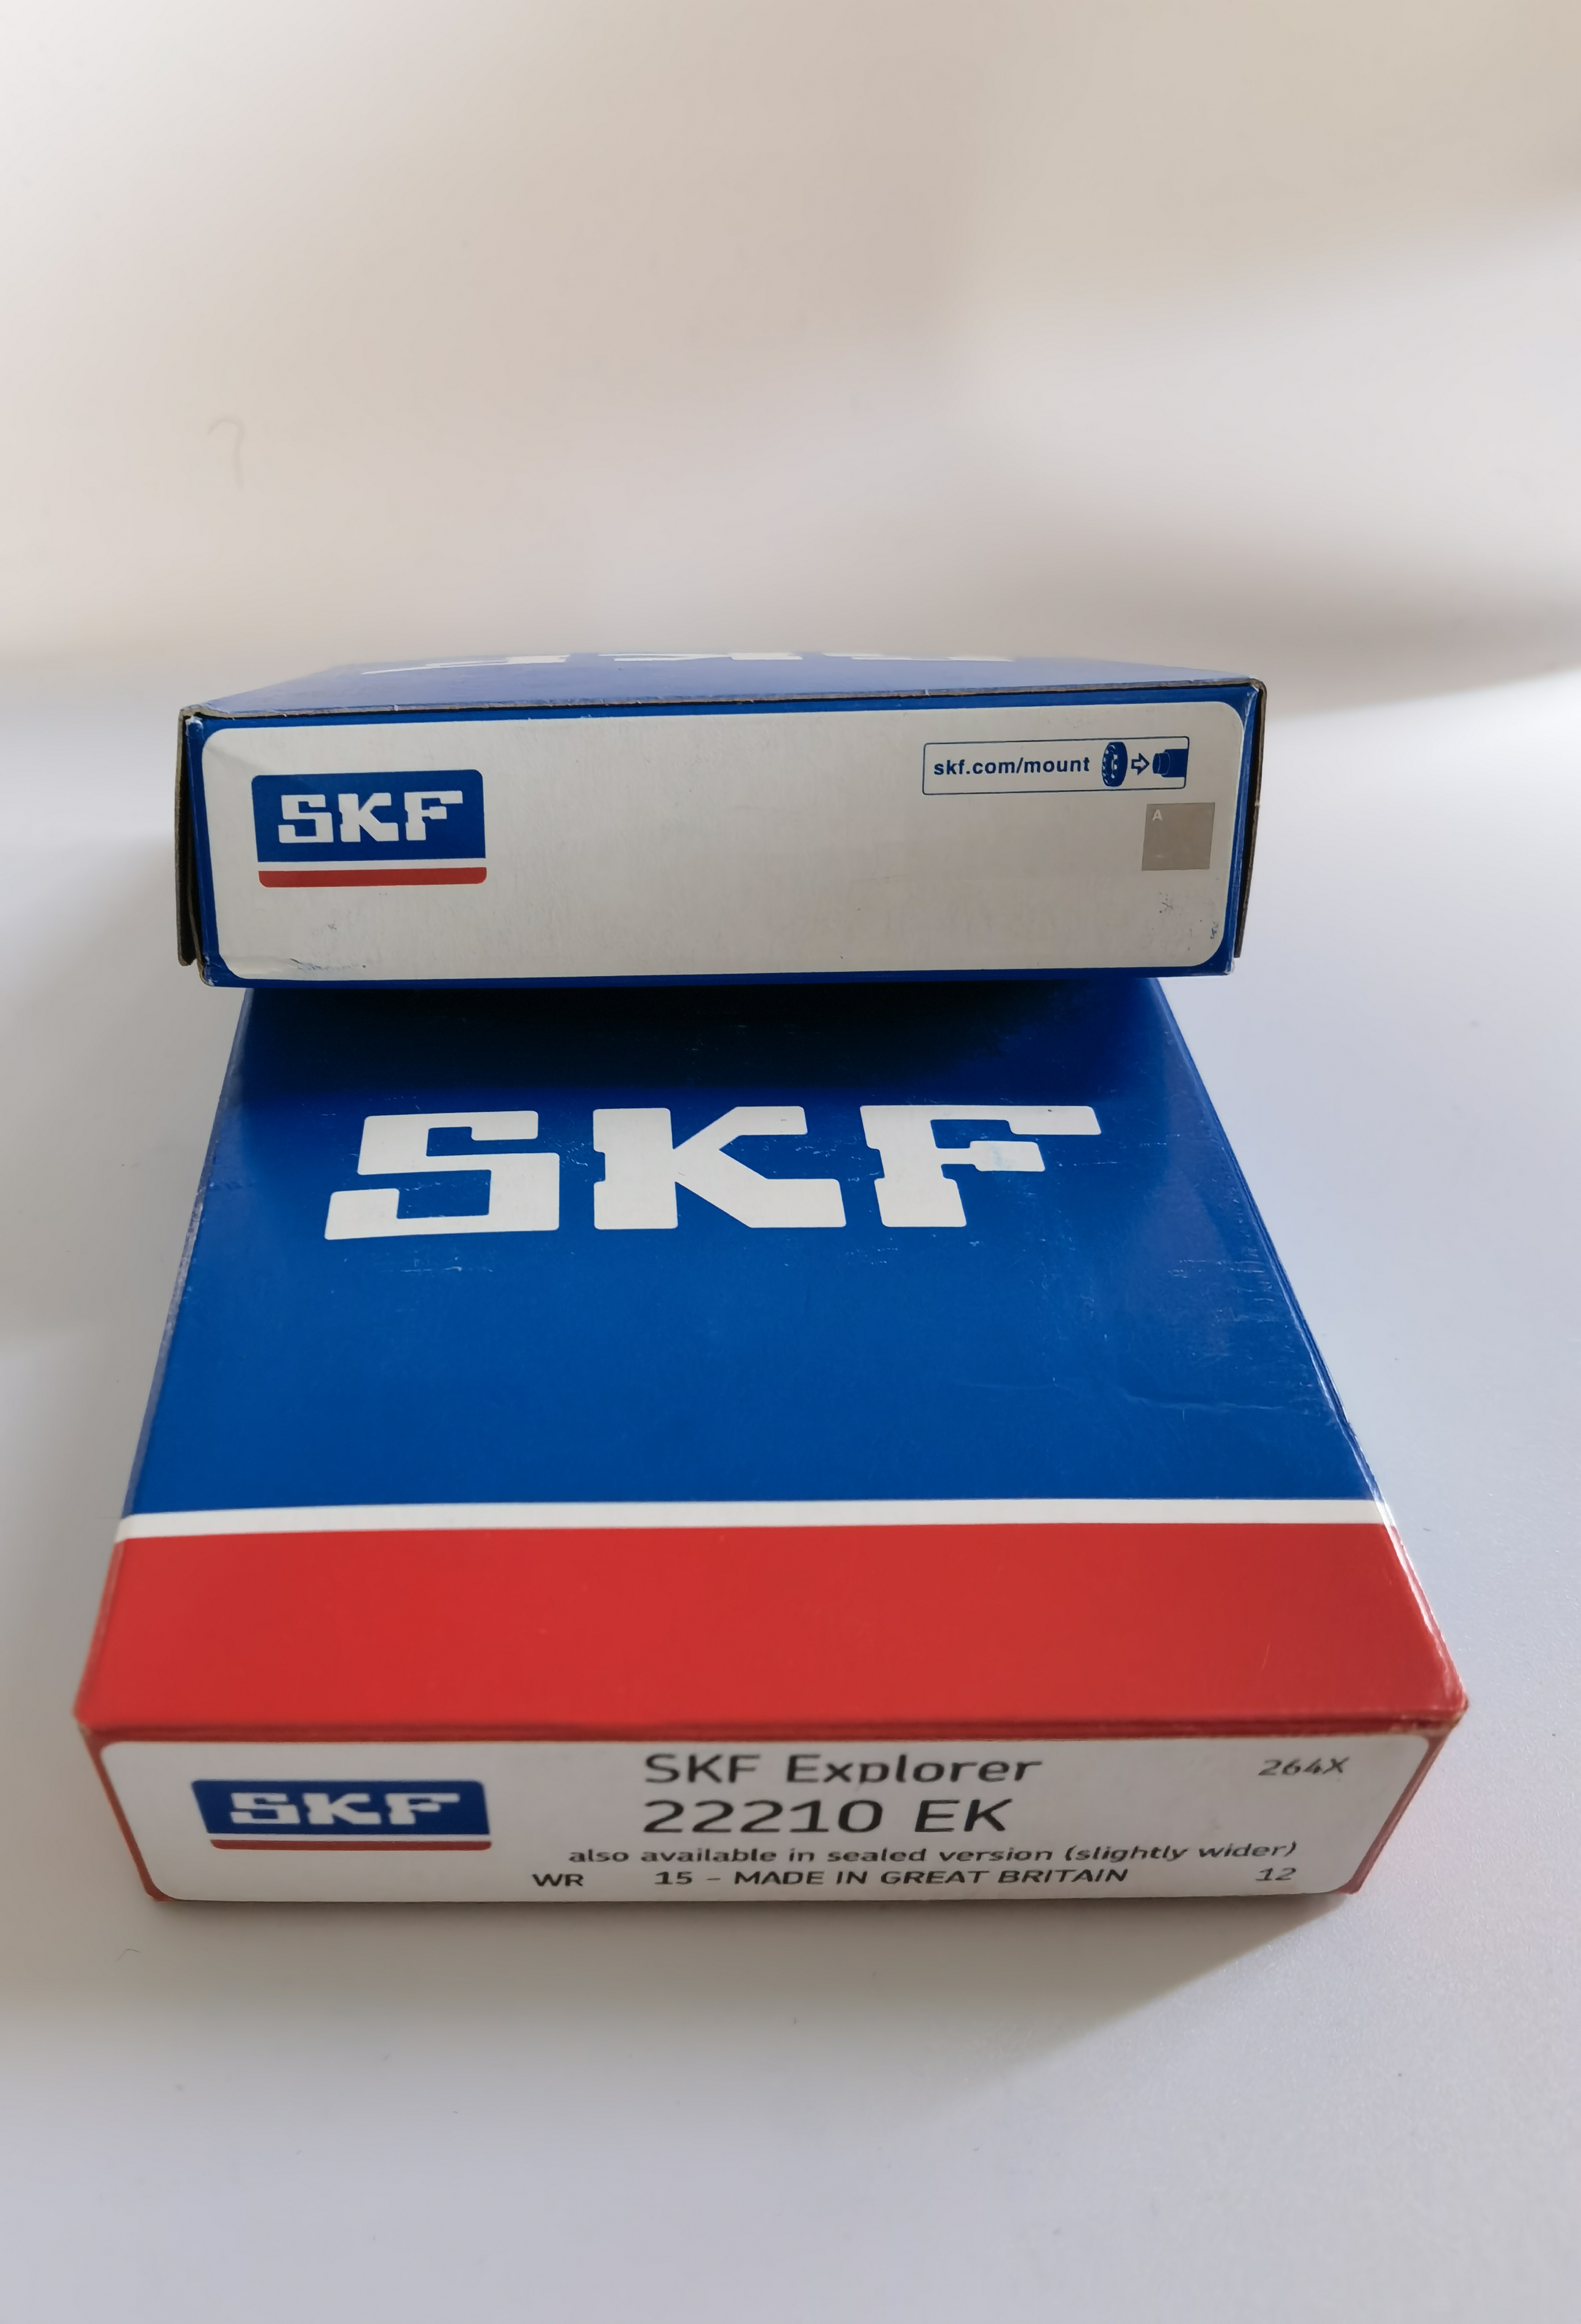 SKF
skf.com/mount
A
SKF
SKF
SKF Explorer
264X
22210 EK
also available in sealed version (slightly wider)
WR 15 - MADE IN GREAT BRITAIN 12